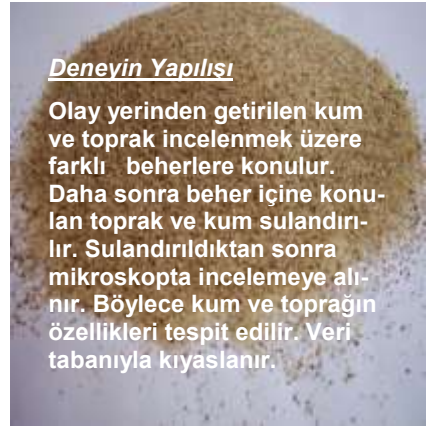 Deneyin Yapılışı
Olay yerinden getirilen kum
ve toprak incelenmek üzere
farklı beherlere konulur.
Daha sonra beher içine konu-
lan toprak ve kum sulandırı-
lır. Sulandırıldıktan sonra
mikroskopta incelemeye alı-
nır. Böylece kum ve toprağın
özellikleri tespit edilir. Veri
tabanıyla kıyaslanır.